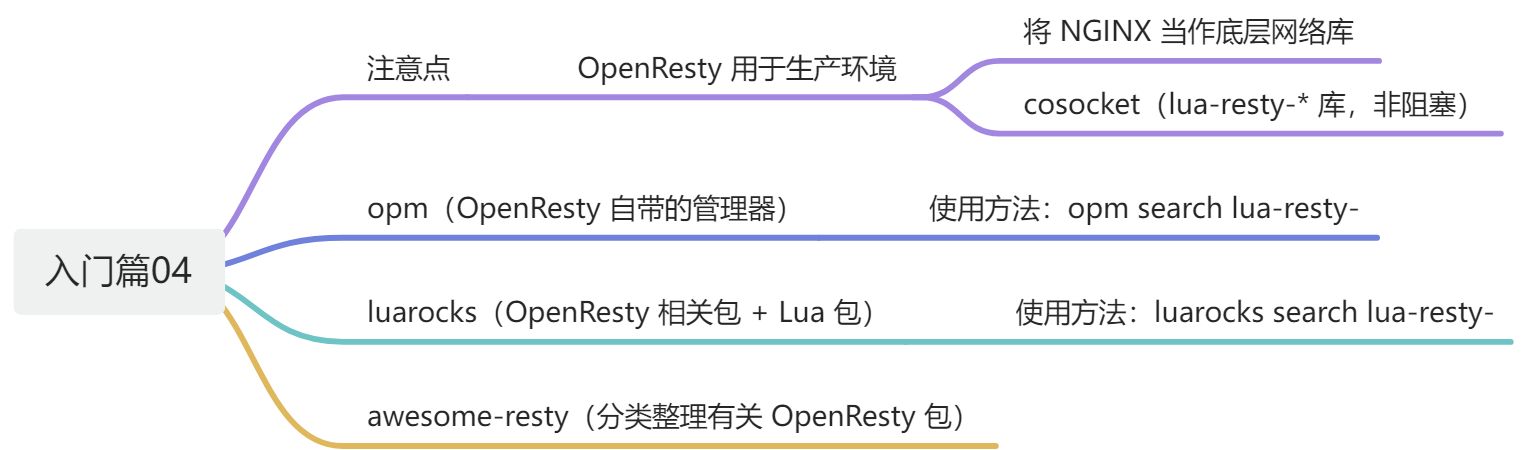 入门篇04
注意点
OpenResty 用于生产环境
将 NGINX 当作底层网络库
cosocket（lua-resty-* 库，非阻塞）
opm（OpenResty 自带的管理器）
使用方法：opm search lua-resty-
luarocks（OpenResty 相关包 + Lua 包）
使用方法：luarocks search lua-resty-
awesome-resty（分类整理有关 OpenResty 包）